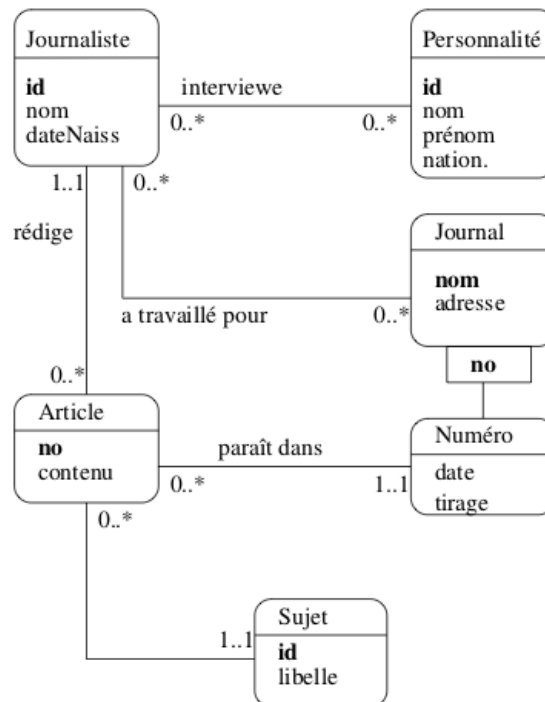 Journaliste
id
nom
dateNaiss
interviewe
0..*
0..*
Personnalité
id
nom
prénom
nation.
1..1
0..*
rédige
a travaillé pour
0..*
Journal
nom
adresse
no
0..*
Article
no
contenu
paraît dans
0..*
1..1
Numéro
date
tirage
0..*
1..1
Sujet
id
libelle